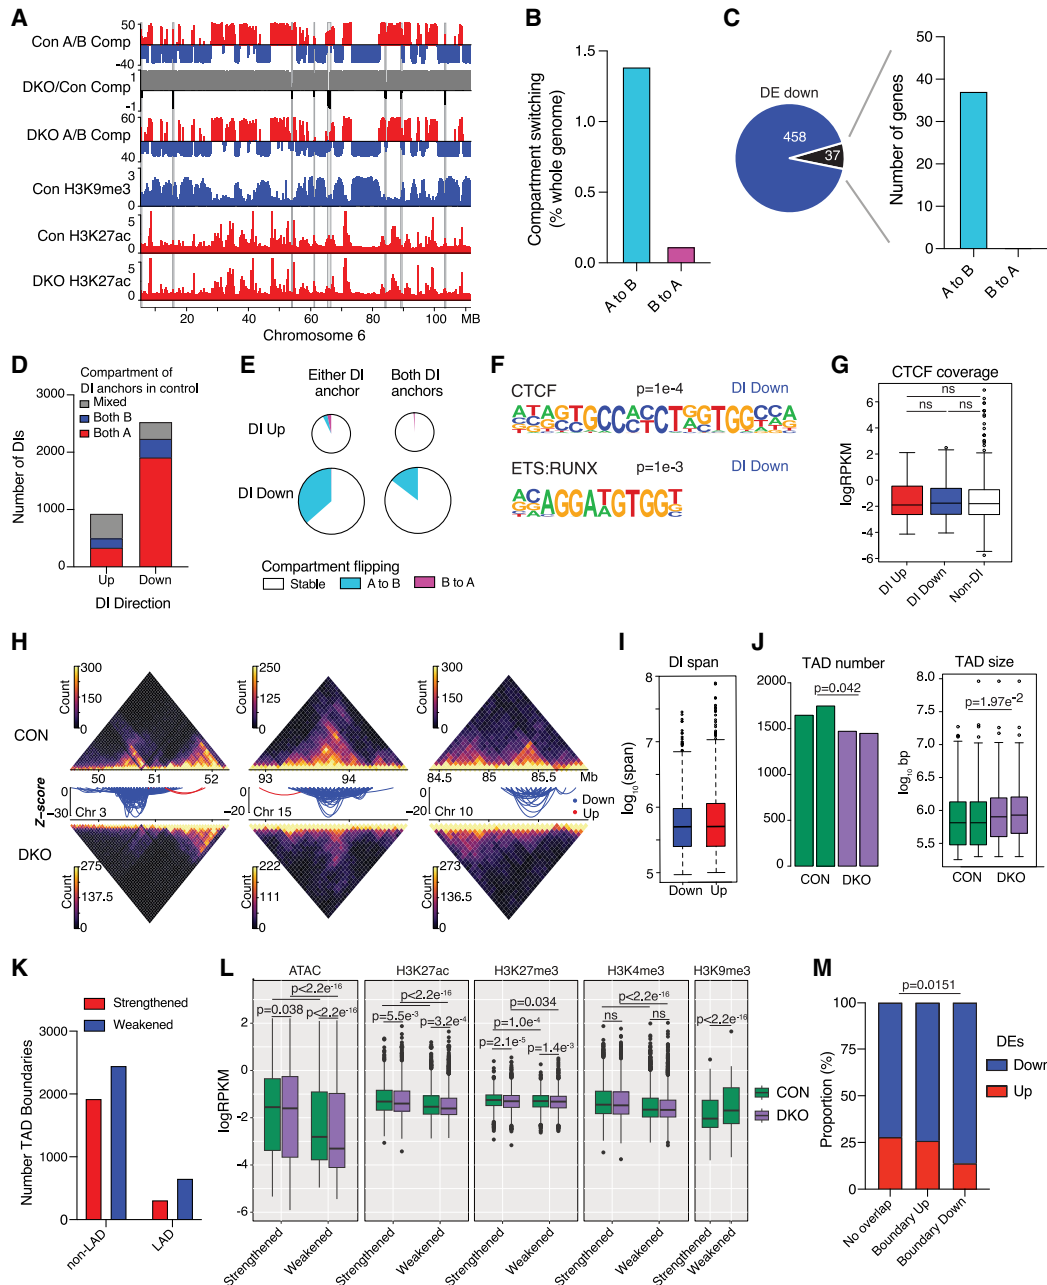 A
Con A/B Comp
50
-40
DKO/Con Comp
1
-1
DKO A/B Comp
60
40
Con H3K9me3
3
0
Con H3K27ac
5
0
DKO H3K27ac
5
0
20 40 60 80 100 MB
Chromosome 6
B
Compartment switching
(% whole genome)
1.5
1.0
0.5
0.0
A to B
B to A
C
DE down
458
37
Number of genes
50
40
30
20
10
0
A to B
B to A
D
Compartment of
DI anchors in control
Mixed
Both B
Both A
Number of DIs
3000
2000
1000
0
Up Down
DI Direction
E
Either DI
anchor
Both DI
anchors
DI Up
DI Down
Compartment flipping
Stable A to B B to A
F
CTCF p=1e-4 DI Down
ETS:RUNX p=1e-3 DI Down
G
CTCF coverage
ns
ns ns
logRPKM
6
4
2
0
-2
-4
-6
DI Up
DI Down
Non-DI
H
CON
Count
300
150
0
Count
250
125
0
Count
300
150
0
50 51 52
93 94
84.5 85 85.5 Mb
Z-score
0
-30
Chr 3
0
-20
Chr 15
0
-20
Chr 10
Down
Up
DKO
Count
275
137.5
0
Count
222
111
0
Count
273
136.5
0
I
DI span
log10 (span)
8
7
6
5
Down Up
J
TAD number
p=0.042
2000
1500
1000
500
0
CON DKO
TAD size
p=1.97e-2
log10 bp
8.0
7.5
7.0
6.5
6.0
5.5
CON DKO
K
Strengthened
Weakened
Number TAD Boundaries
3000
2000
1000
0
non-LAD
LAD
L
ATAC H3K27ac H3K27me3 H3K4me3 H3K9me3
p<2.2e-16
p=0.038 p<2.2e-16
p<2.2e-16
p=5.5e-3 p=3.2e-4
p=0.034
p=1.0e-4
p=2.1e-5 p=1.4e-3
p<2.2e-16
ns ns
p<2.2e-16
logRPKM
2
0
-2
-4
-6
Strengthened
Weakened
Strengthened
Weakened
Strengthened
Weakened
Strengthened
Weakened
Strengthened
Weakened
CON
DKO
M
p=0.0151
Proportion (%)
100
75
50
25
0
DEs
Down
Up
No overlap
Boundary Up
Boundary Down